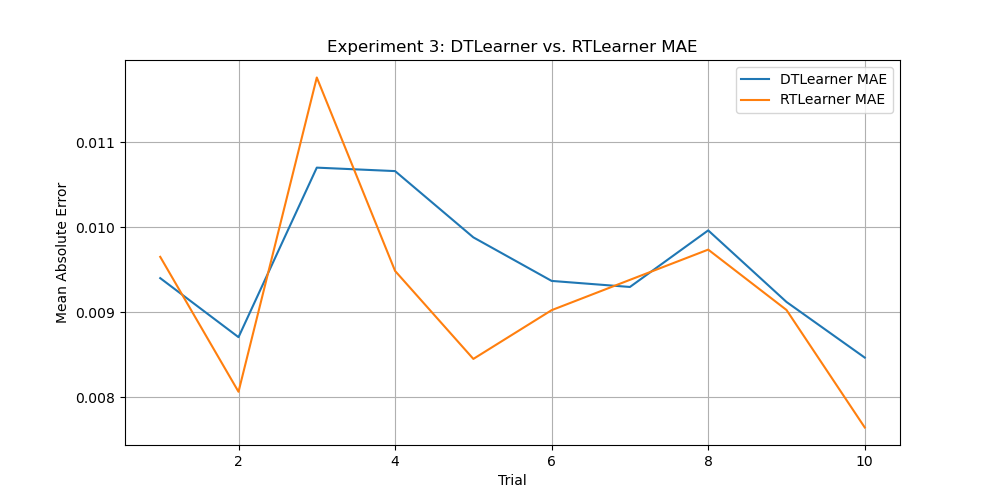 Experiment 3: DTLearner vs. RTLearner MAE
DTLearner MAE
RTLearner MAE
Mean Absolute Error
0.011
0.010
0.009
0.008
2 4 6 8 10
Trial